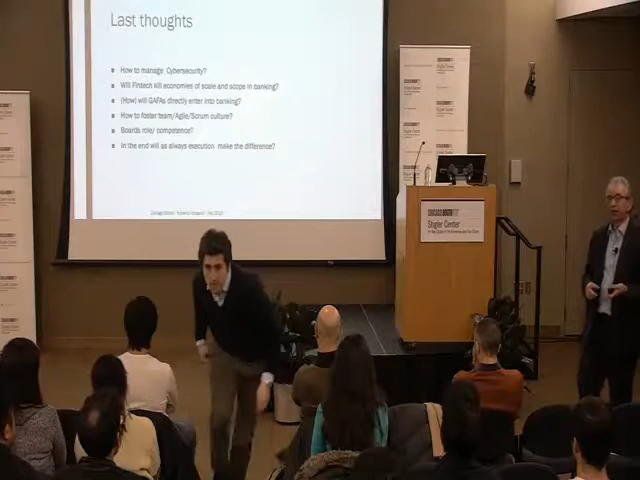 Last thoughts
How to manage Cybersecurity?
Will Fintech kill economies of scale and scope in banking?
(How) will GAFAs directly enter into banking?
How to foster team/Agile/Scrum culture?
Boards role/ competence?
In the end will as always execution make the difference?
CHICAGO BOOTH
Stigler Center